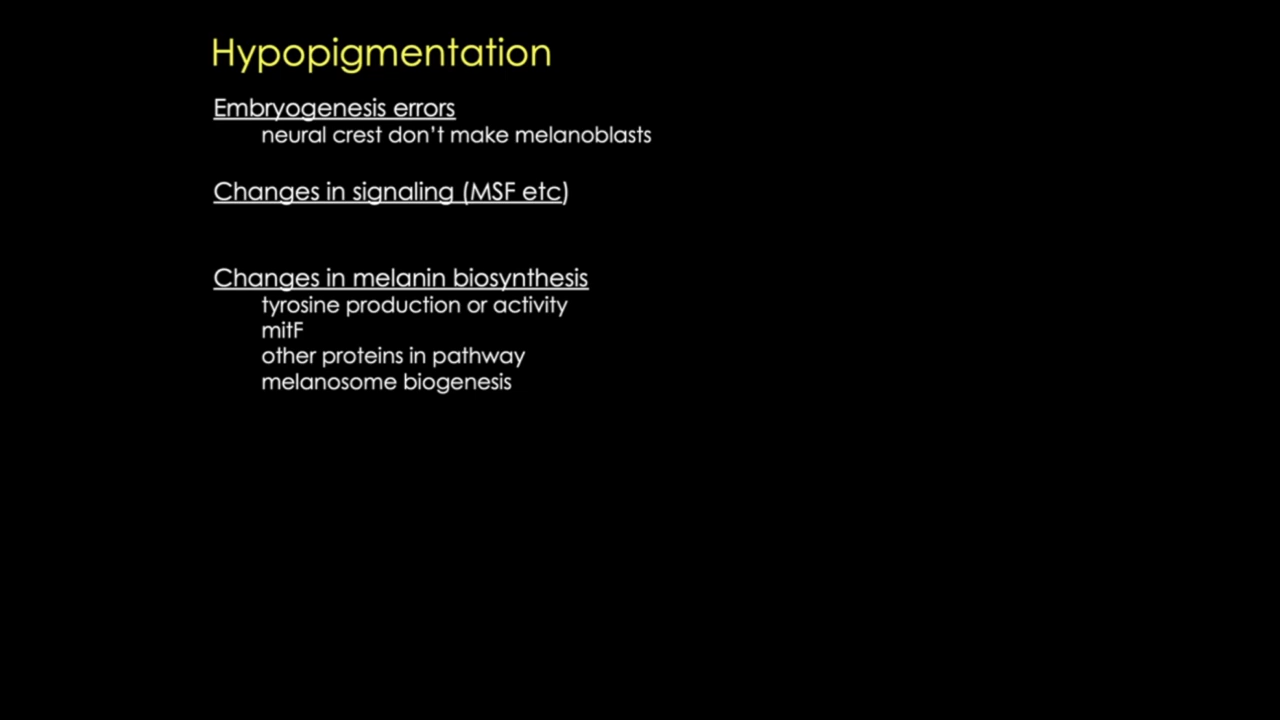 Hypopigmentation
Embryogenesis errors
neural crest don't make melanoblasts
Changes in signaling (MSF etc)
Changes in melanin biosynthesis
tyrosine production or activity
mitF
other proteins in pathway
melanosome biogenesis